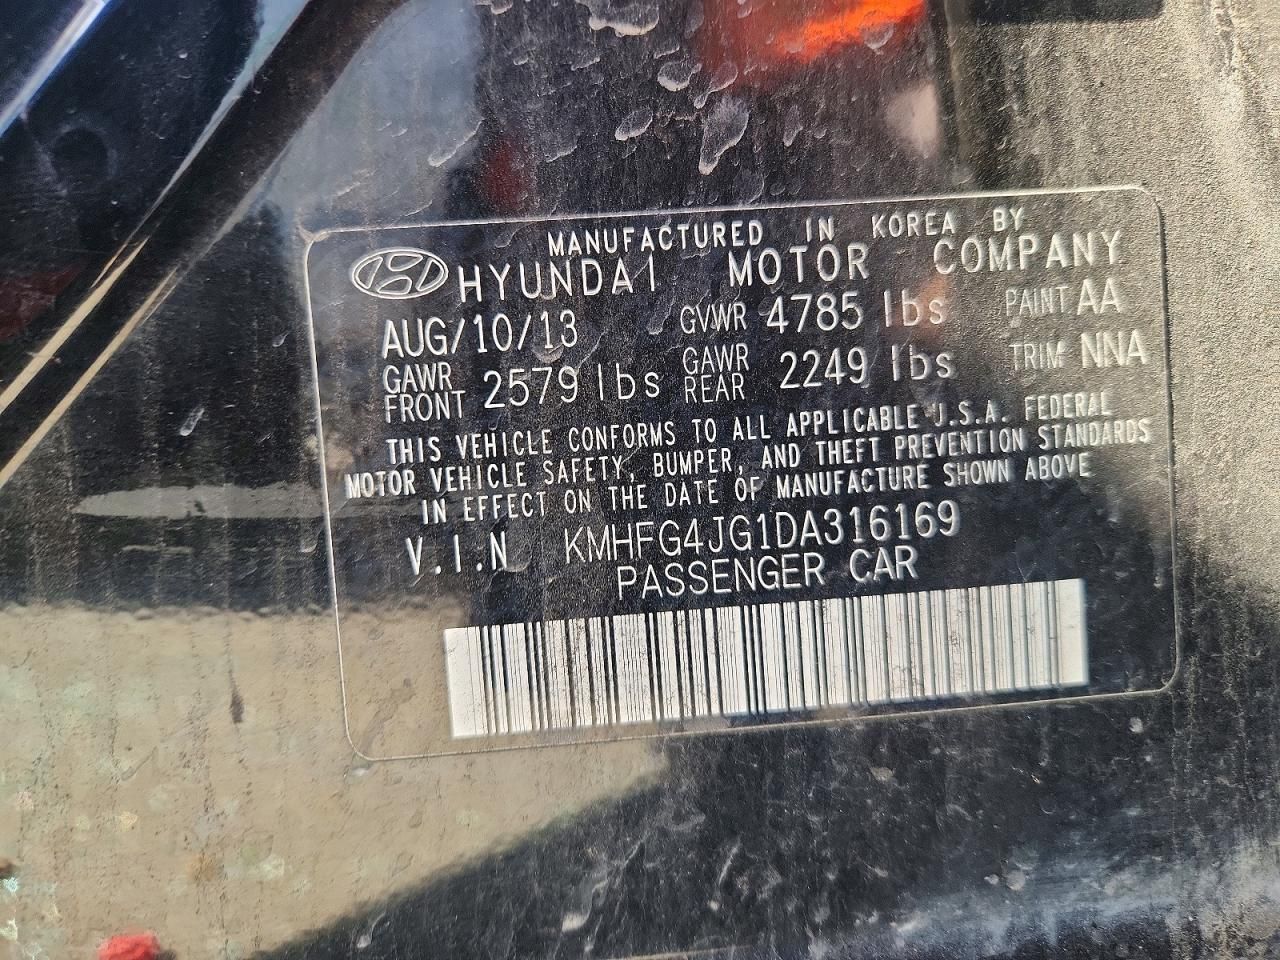 MANUFACTURED IN KOREA BY
HYUNDAI MOTOR COMPANY
AUG/10/13 GVWR 4785 lbs PAINT AA
GAWR FRONT 2579 lbs GAWR REAR 2249 lbs TRIM NNA
THIS VEHICLE CONFORMS TO ALL APPLICABLE U.S.A. FEDERAL
MOTOR VEHICLE SAFETY, BUMPER, AND THEFT PREVENTION STANDARDS
IN EFFECT ON THE DATE OF MANUFACTURE SHOWN ABOVE
V.I.N KMHFG4JG1DA316169
PASSENGER CAR